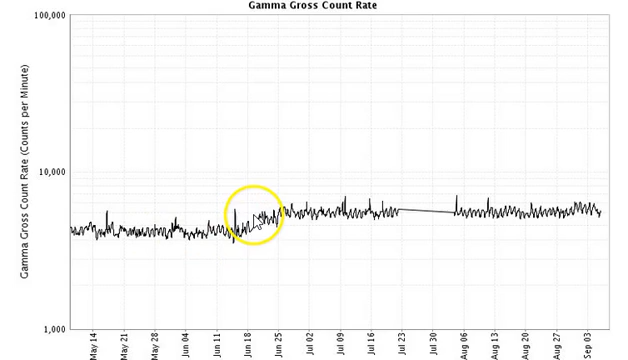 Gamma Gross Count Rate
Gamma Gross Count Rate (Counts per Minute)
100,000
10,000
1,000
May 14
May 21
May 28
Jun 04
Jun 11
Jun 18
Jun 25
Jul 02
Jul 09
Jul 16
Jul 23
Jul 30
Aug 06
Aug 13
Aug 20
Aug 27
Sep 03